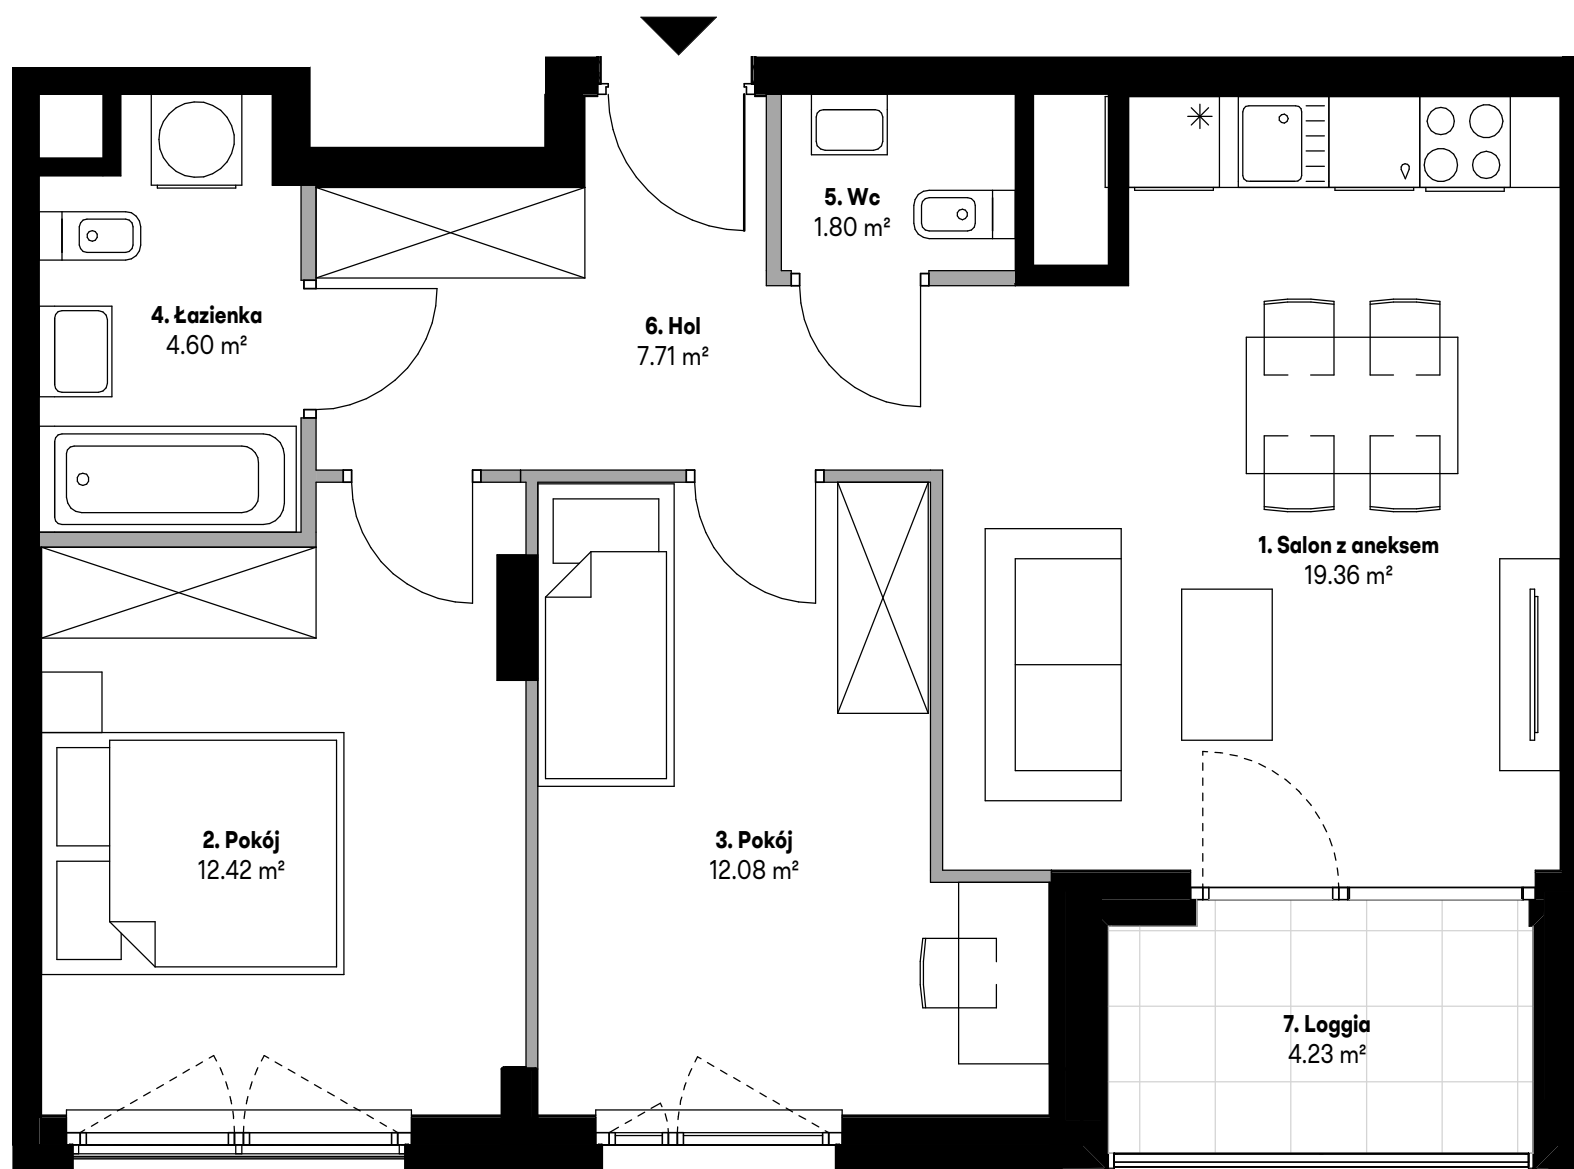 5. Wc
1.80 m²
4. Łazienka
4.60 m²
6. Hol
7.71 m²
1. Salon z aneksem
19.36 m²
2. Pokój
12.42 m²
3. Pokój
12.08 m²
7. Loggia
4.23 m²